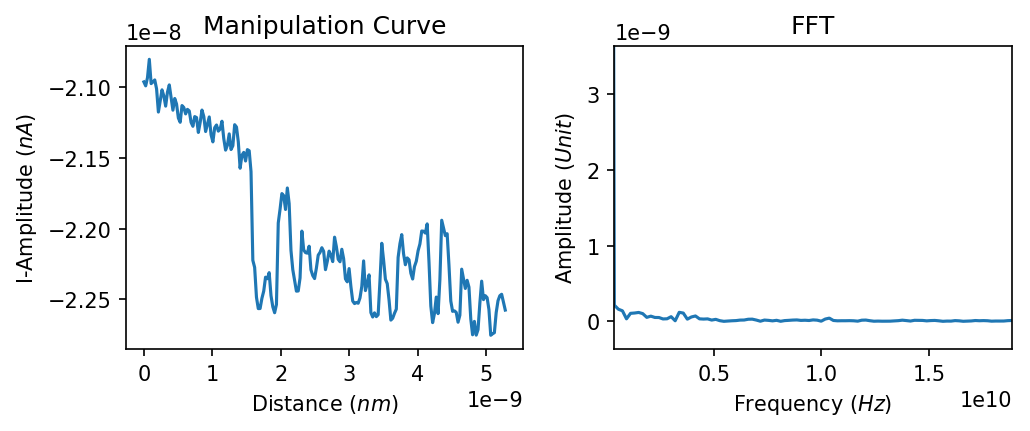 Manipulation Curve
1e−8
−2.10
−2.15
−2.20
−2.25
I-Amplitude (nA)
0
1
2
3
4
5
1e−9
Distance (nm)
FFT
1e−9
3
2
1
0
Amplitude (Unit)
0.5
1.0
1.5
1e10
Frequency (Hz)